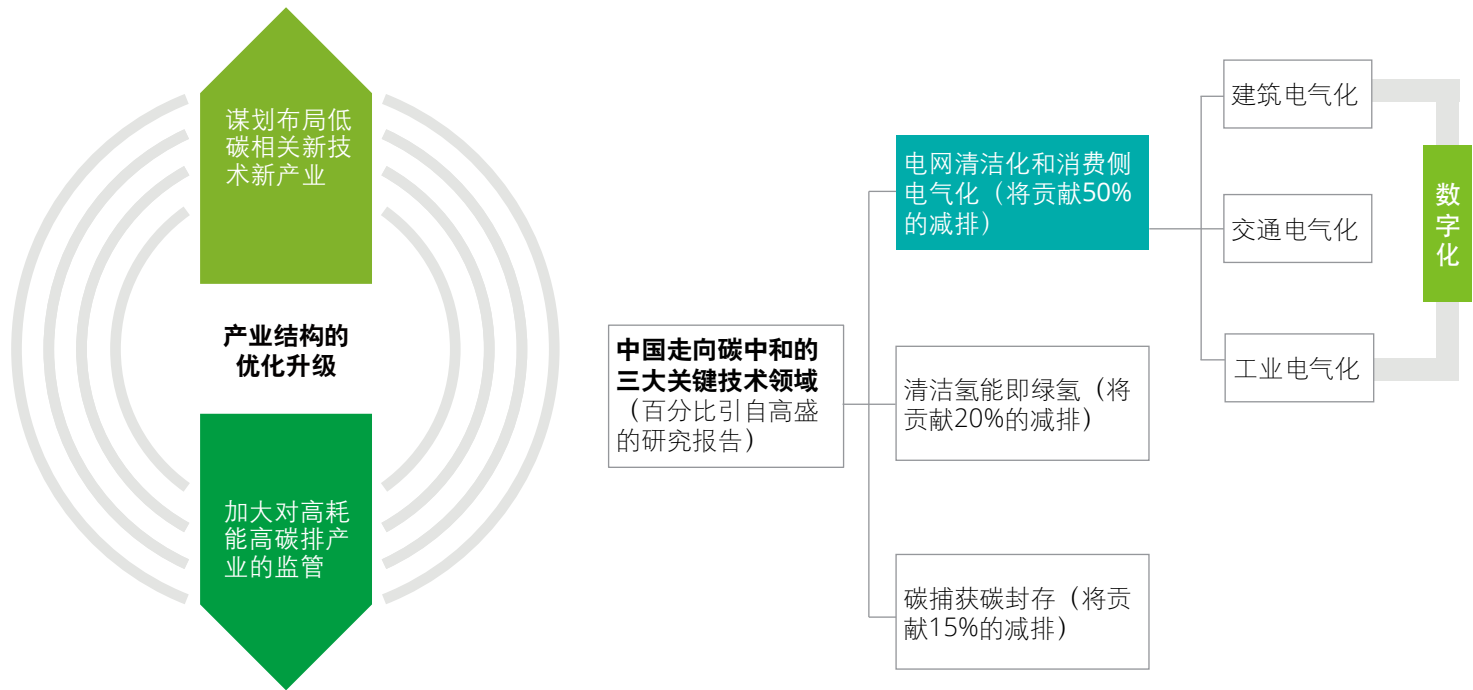 谋划布局低
碳相关新技
术新产业
产业结构的
优化升级
加大对高耗
能高碳排产
业的监管
中国走向碳中和的
三大关键技术领域
（百分比引自高盛
的研究报告）
电网清洁化和消费侧
电气化（将贡献50%
的减排）
清洁氢能即绿氢（将
贡献20%的减排）
碳捕获碳封存（将贡
献15%的减排）
建筑电气化
交通电气化
工业电气化
数
字
化